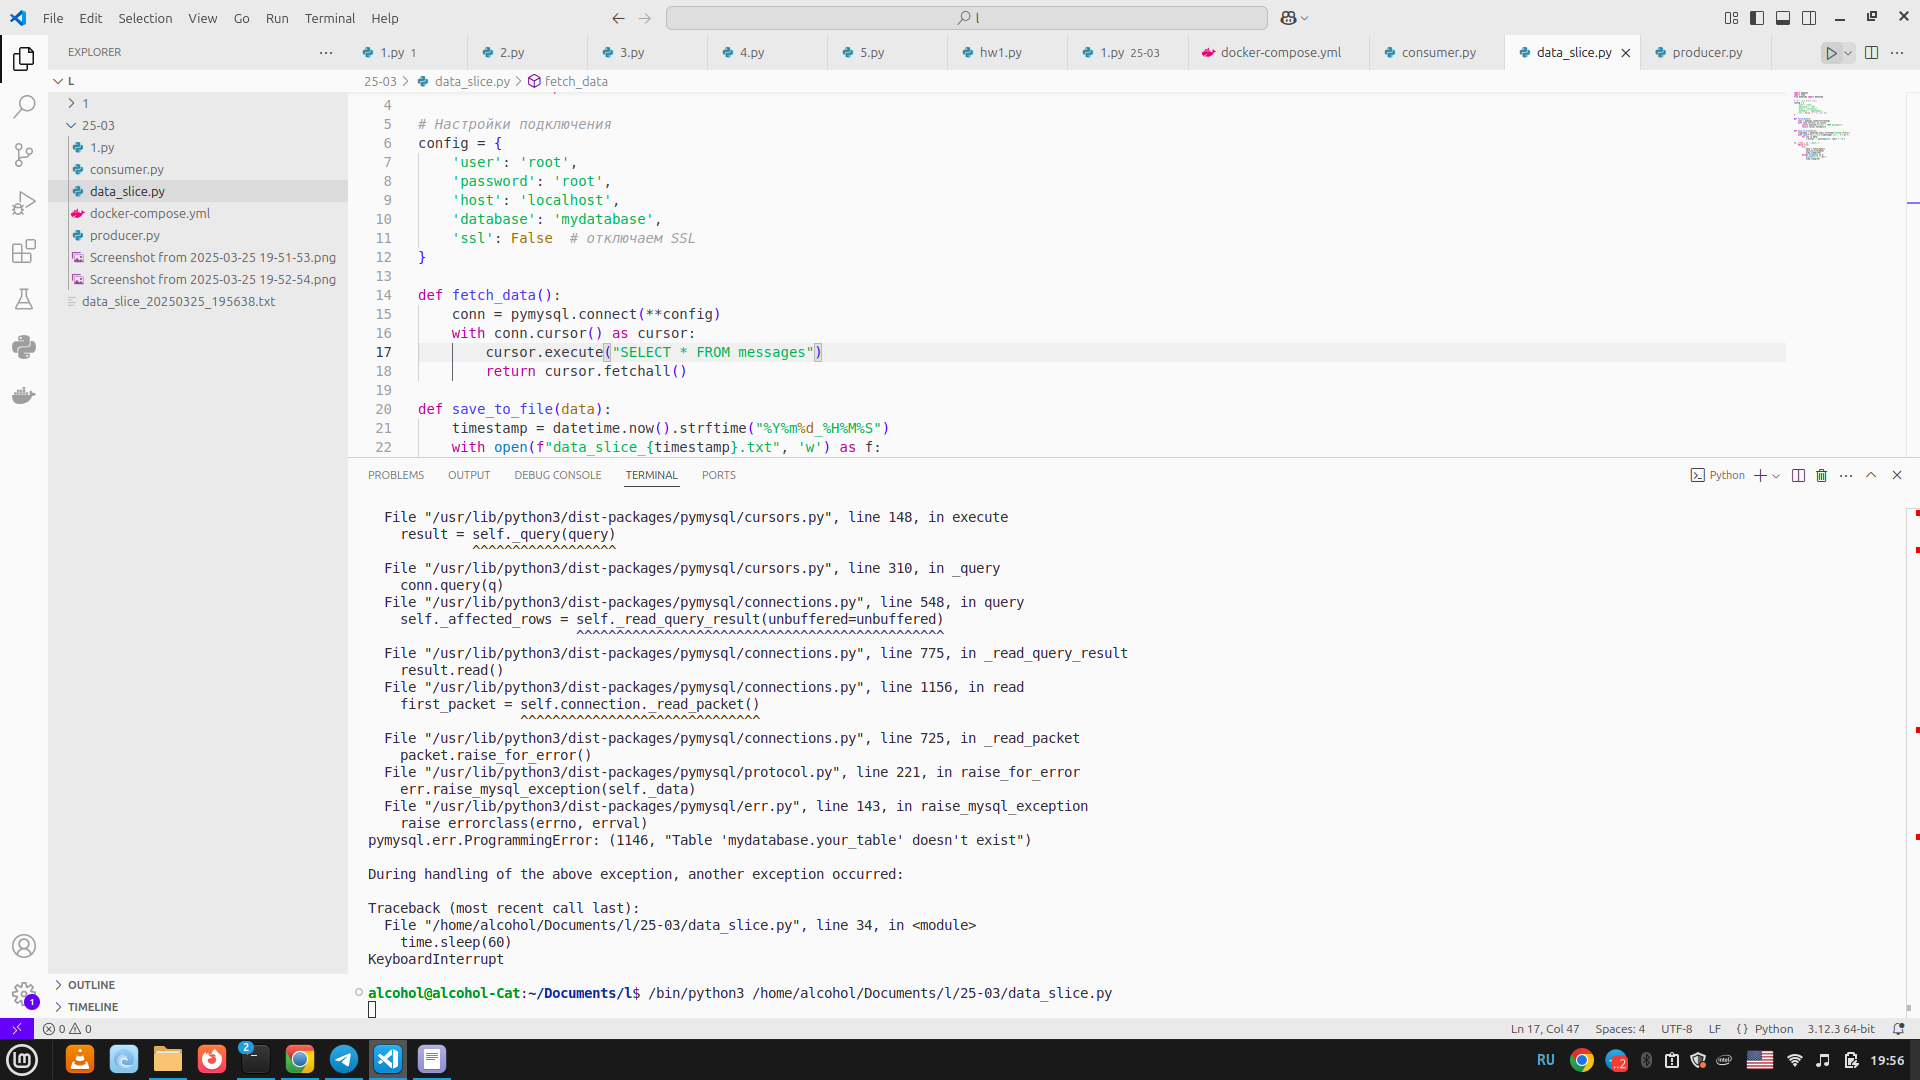 File Edit Selection View Go Run Terminal Help
l
EXPLORER
1.py 1
2.py
3.py
4.py
5.py
hw1.py
1.py 25-03
docker-compose.yml
consumer.py
data_slice.py
producer.py
L
1
25-03
1.py
consumer.py
data_slice.py
docker-compose.yml
producer.py
Screenshot from 2025-03-25 19-51-53.png
Screenshot from 2025-03-25 19-52-54.png
data_slice_20250325_195638.txt
OUTLINE
TIMELINE
25-03 > data_slice.py > fetch_data
4
5 # Настройки подключения
6 config = {
7 'user': 'root',
8 'password': 'root',
9 'host': 'localhost',
10 'database': 'mydatabase',
11 'ssl': False # отключаем SSL
12 }
13
14 def fetch_data():
15 conn = pymysql.connect(**config)
16 with conn.cursor() as cursor:
17 cursor.execute("SELECT * FROM messages")
18 return cursor.fetchall()
19
20 def save_to_file(data):
21 timestamp = datetime.now().strftime("%Y%m%d_%H%M%S")
22 with open(f"data_slice_{timestamp}.txt", 'w') as f:
PROBLEMS OUTPUT DEBUG CONSOLE TERMINAL PORTS
Python
File "/usr/lib/python3/dist-packages/pymysql/cursors.py", line 148, in execute
result = self._query(query)
^^^^^^^^^^^^^^^^^^
File "/usr/lib/python3/dist-packages/pymysql/cursors.py", line 310, in _query
conn.query(q)
File "/usr/lib/python3/dist-packages/pymysql/connections.py", line 548, in query
self._affected_rows = self._read_query_result(unbuffered=unbuffered)
^^^^^^^^^^^^^^^^^^^^^^^^^^^^^^^^^^^^^^^^^^^^^^
File "/usr/lib/python3/dist-packages/pymysql/connections.py", line 775, in _read_query_result
result.read()
File "/usr/lib/python3/dist-packages/pymysql/connections.py", line 1156, in read
first_packet = self.connection._read_packet()
^^^^^^^^^^^^^^^^^^^^^^^^^^^^^^
File "/usr/lib/python3/dist-packages/pymysql/connections.py", line 725, in _read_packet
packet.raise_for_error()
File "/usr/lib/python3/dist-packages/pymysql/protocol.py", line 221, in raise_for_error
err.raise_mysql_exception(self._data)
File "/usr/lib/python3/dist-packages/pymysql/err.py", line 143, in raise_mysql_exception
raise errorclass(errno, errval)
pymysql.err.ProgrammingError: (1146, "Table 'mydatabase.your_table' doesn't exist")
During handling of the above exception, another exception occurred:
Traceback (most recent call last):
File "/home/alcohol/Documents/l/25-03/data_slice.py", line 34, in <module>
time.sleep(60)
KeyboardInterrupt
alcohol@alcohol-Cat:~/Documents/l$ /bin/python3 /home/alcohol/Documents/l/25-03/data_slice.py
1
0 0
Ln 17, Col 47 Spaces: 4 UTF-8 LF {} Python 3.12.3 64-bit
2
RU
19:56